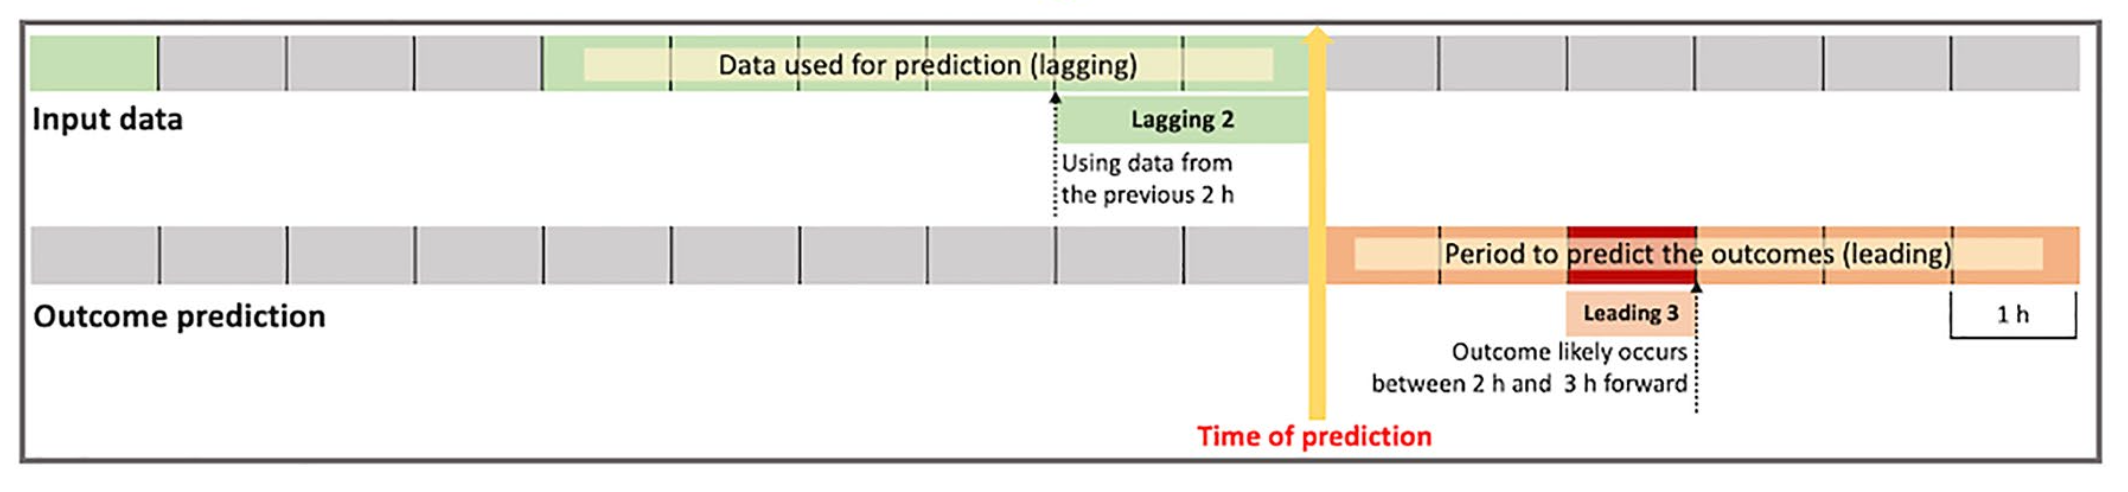 Data used for prediction (lagging)
Input data
Lagging 2
Using data from
the previous 2 h
Period to predict the outcomes (leading)
Outcome prediction
Leading 3
1 h
Outcome likely occurs
between 2 h and 3 h forward
Time of prediction